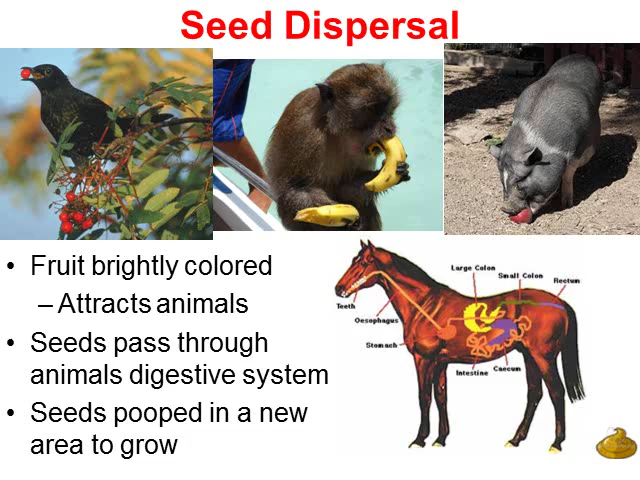 Seed Dispersal
• Fruit brightly colored
– Attracts animals
• Seeds pass through
animals digestive system
• Seeds pooped in a new
area to grow
Large Colon
Small Colon
Rectum
Teeth
Oesophagus
Stomach
Intestine
Caecum